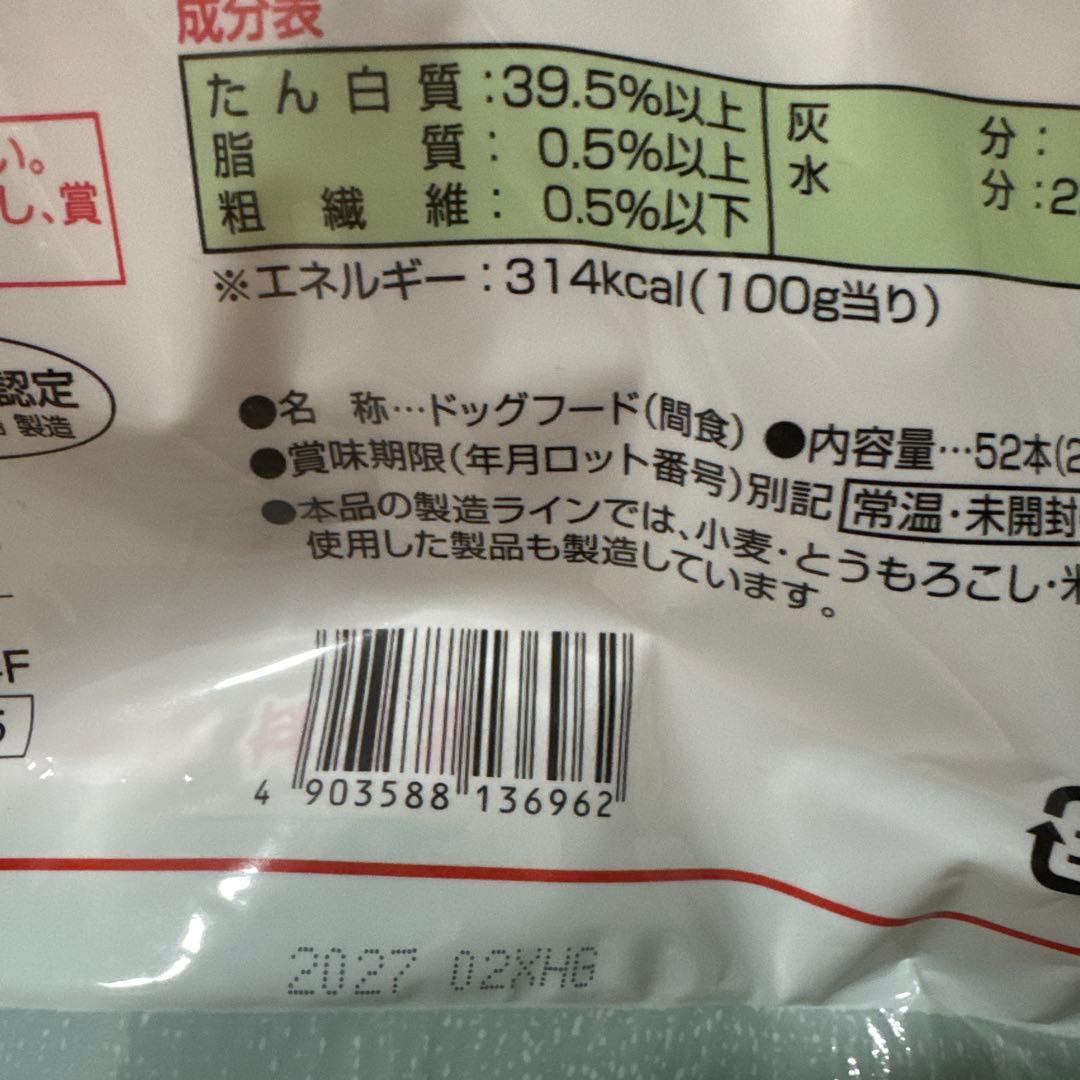 成分表
たん白質:39.5%以上 灰分:
脂質:0.5%以上 水分:2
粗繊維:0.5%以下
※エネルギー:314kcal(100g当り)
い。
し、賞
認定
製造
●名 称…ドッグフード(間食) ●内容量…52本(2
●賞味期限(年月ロット番号)別記 常温・未開封
●本品の製造ラインでは、小麦・とうもろこし・米
使用した製品も製造しています。
F
5
4 903588 136962
2027 02XHG